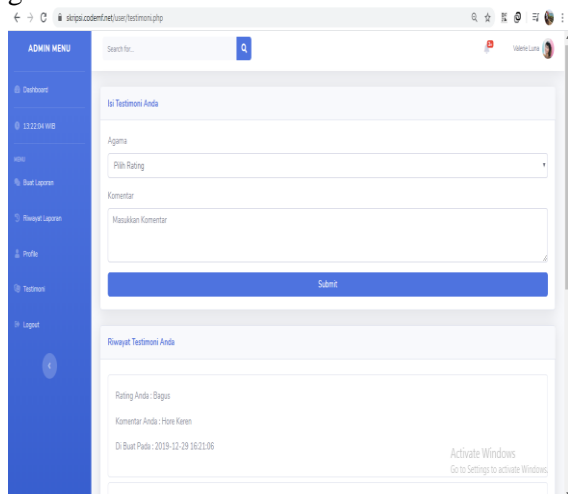 skripsi.codemf.net/user/testimoni.php
ADMIN MENU
Search for...
Valerie Luna
Dashboard
13:22:04 WIB
MENU
Buat Laporan
Riwayat Laporan
Profile
Testimoni
Logout
Isi Testimoni Anda
Agama
Pilih Rating
Komentar
Masukkan Komentar
Submit
Riwayat Testimoni Anda
Rating Anda : Bagus
Komentar Anda : Hore Keren
Di Buat Pada : 2019-12-29 16:21:06
Activate Windows
Go to Settings to activate Windows.